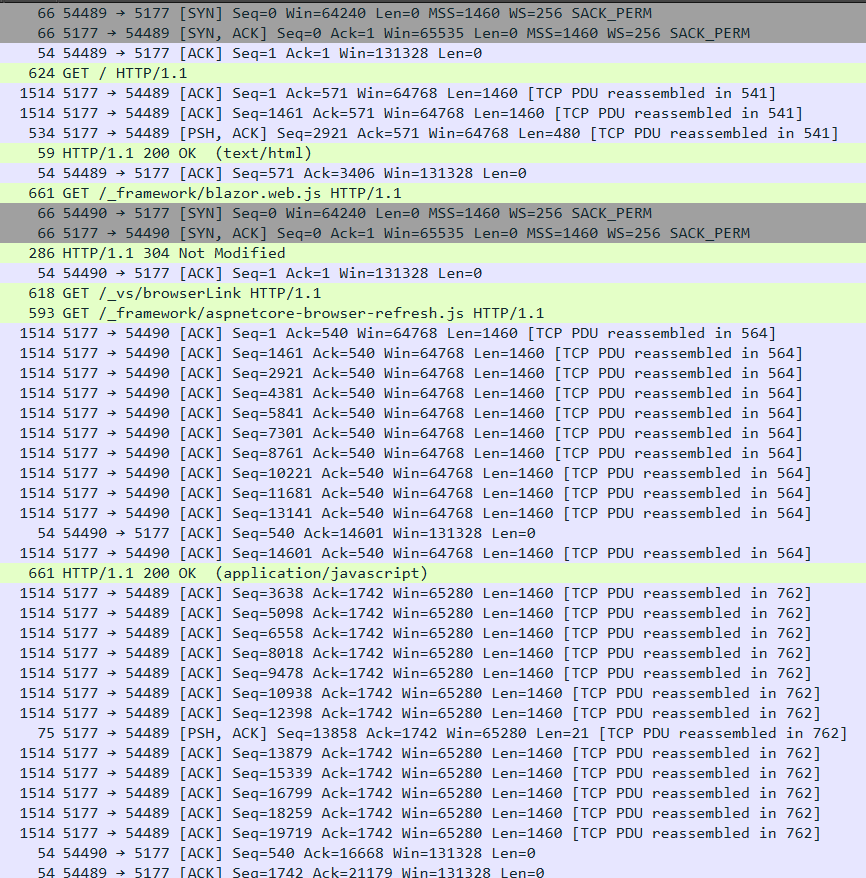 66 54489 → 5177 [SYN] Seq=0 Win=64240 Len=0 MSS=1460 WS=256 SACK_PERM
66 5177 → 54489 [SYN, ACK] Seq=0 Ack=1 Win=65535 Len=0 MSS=1460 WS=256 SACK_PERM
54 54489 → 5177 [ACK] Seq=1 Ack=1 Win=131328 Len=0
624 GET / HTTP/1.1
1514 5177 → 54489 [ACK] Seq=1 Ack=571 Win=64768 Len=1460 [TCP PDU reassembled in 541]
1514 5177 → 54489 [ACK] Seq=1461 Ack=571 Win=64768 Len=1460 [TCP PDU reassembled in 541]
534 5177 → 54489 [PSH, ACK] Seq=2921 Ack=571 Win=64768 Len=480 [TCP PDU reassembled in 541]
59 HTTP/1.1 200 OK  (text/html)
54 54489 → 5177 [ACK] Seq=571 Ack=3406 Win=131328 Len=0
661 GET /_framework/blazor.web.js HTTP/1.1
66 54490 → 5177 [SYN] Seq=0 Win=64240 Len=0 MSS=1460 WS=256 SACK_PERM
66 5177 → 54490 [SYN, ACK] Seq=0 Ack=1 Win=65535 Len=0 MSS=1460 WS=256 SACK_PERM
286 HTTP/1.1 304 Not Modified
54 54490 → 5177 [ACK] Seq=1 Ack=1 Win=131328 Len=0
618 GET /_vs/browserLink HTTP/1.1
593 GET /_framework/aspnetcore-browser-refresh.js HTTP/1.1
1514 5177 → 54490 [ACK] Seq=1 Ack=540 Win=64768 Len=1460 [TCP PDU reassembled in 564]
1514 5177 → 54490 [ACK] Seq=1461 Ack=540 Win=64768 Len=1460 [TCP PDU reassembled in 564]
1514 5177 → 54490 [ACK] Seq=2921 Ack=540 Win=64768 Len=1460 [TCP PDU reassembled in 564]
1514 5177 → 54490 [ACK] Seq=4381 Ack=540 Win=64768 Len=1460 [TCP PDU reassembled in 564]
1514 5177 → 54490 [ACK] Seq=5841 Ack=540 Win=64768 Len=1460 [TCP PDU reassembled in 564]
1514 5177 → 54490 [ACK] Seq=7301 Ack=540 Win=64768 Len=1460 [TCP PDU reassembled in 564]
1514 5177 → 54490 [ACK] Seq=8761 Ack=540 Win=64768 Len=1460 [TCP PDU reassembled in 564]
1514 5177 → 54490 [ACK] Seq=10221 Ack=540 Win=64768 Len=1460 [TCP PDU reassembled in 564]
1514 5177 → 54490 [ACK] Seq=11681 Ack=540 Win=64768 Len=1460 [TCP PDU reassembled in 564]
1514 5177 → 54490 [ACK] Seq=13141 Ack=540 Win=64768 Len=1460 [TCP PDU reassembled in 564]
54 54490 → 5177 [ACK] Seq=540 Ack=14601 Win=131328 Len=0
1514 5177 → 54490 [ACK] Seq=14601 Ack=540 Win=64768 Len=1460 [TCP PDU reassembled in 564]
661 HTTP/1.1 200 OK  (application/javascript)
1514 5177 → 54489 [ACK] Seq=3638 Ack=1742 Win=65280 Len=1460 [TCP PDU reassembled in 762]
1514 5177 → 54489 [ACK] Seq=5098 Ack=1742 Win=65280 Len=1460 [TCP PDU reassembled in 762]
1514 5177 → 54489 [ACK] Seq=6558 Ack=1742 Win=65280 Len=1460 [TCP PDU reassembled in 762]
1514 5177 → 54489 [ACK] Seq=8018 Ack=1742 Win=65280 Len=1460 [TCP PDU reassembled in 762]
1514 5177 → 54489 [ACK] Seq=9478 Ack=1742 Win=65280 Len=1460 [TCP PDU reassembled in 762]
1514 5177 → 54489 [ACK] Seq=10938 Ack=1742 Win=65280 Len=1460 [TCP PDU reassembled in 762]
1514 5177 → 54489 [ACK] Seq=12398 Ack=1742 Win=65280 Len=1460 [TCP PDU reassembled in 762]
75 5177 → 54489 [PSH, ACK] Seq=13858 Ack=1742 Win=65280 Len=21 [TCP PDU reassembled in 762]
1514 5177 → 54489 [ACK] Seq=13879 Ack=1742 Win=65280 Len=1460 [TCP PDU reassembled in 762]
1514 5177 → 54489 [ACK] Seq=15339 Ack=1742 Win=65280 Len=1460 [TCP PDU reassembled in 762]
1514 5177 → 54489 [ACK] Seq=16799 Ack=1742 Win=65280 Len=1460 [TCP PDU reassembled in 762]
1514 5177 → 54489 [ACK] Seq=18259 Ack=1742 Win=65280 Len=1460 [TCP PDU reassembled in 762]
1514 5177 → 54489 [ACK] Seq=19719 Ack=1742 Win=65280 Len=1460 [TCP PDU reassembled in 762]
54 54490 → 5177 [ACK] Seq=540 Ack=16668 Win=131328 Len=0
54 54489 → 5177 [ACK] Seq=1742 Ack=21179 Win=131328 Len=0